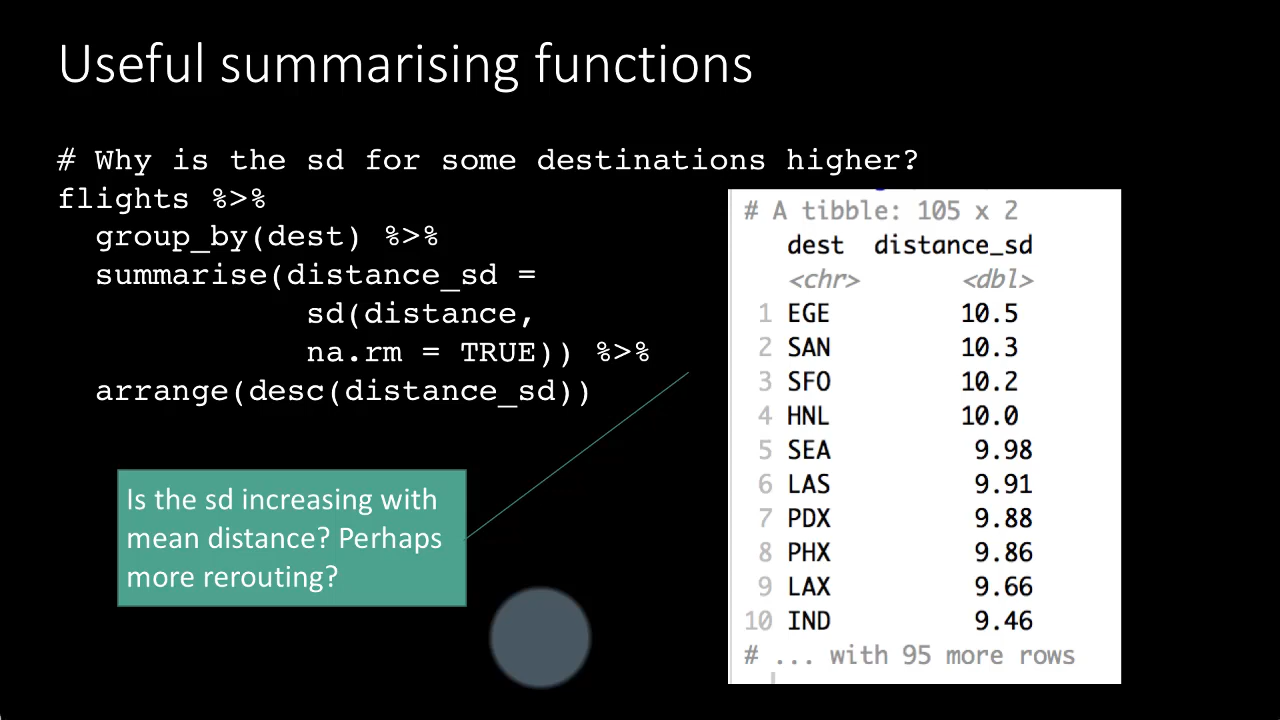 Useful summarising functions
# Why is the sd for some destinations higher?
flights %>%
group_by(dest) %>%
summarise(distance_sd =
sd(distance,
na.rm = TRUE)) %>%
arrange(desc(distance_sd))
Is the sd increasing with
mean distance? Perhaps
more rerouting?
# A tibble: 105 x 2
dest distance_sd
<chr> <dbl>
1 EGE 10.5
2 SAN 10.3
3 SFO 10.2
4 HNL 10.0
5 SEA 9.98
6 LAS 9.91
7 PDX 9.88
8 PHX 9.86
9 LAX 9.66
10 IND 9.46
# ... with 95 more rows